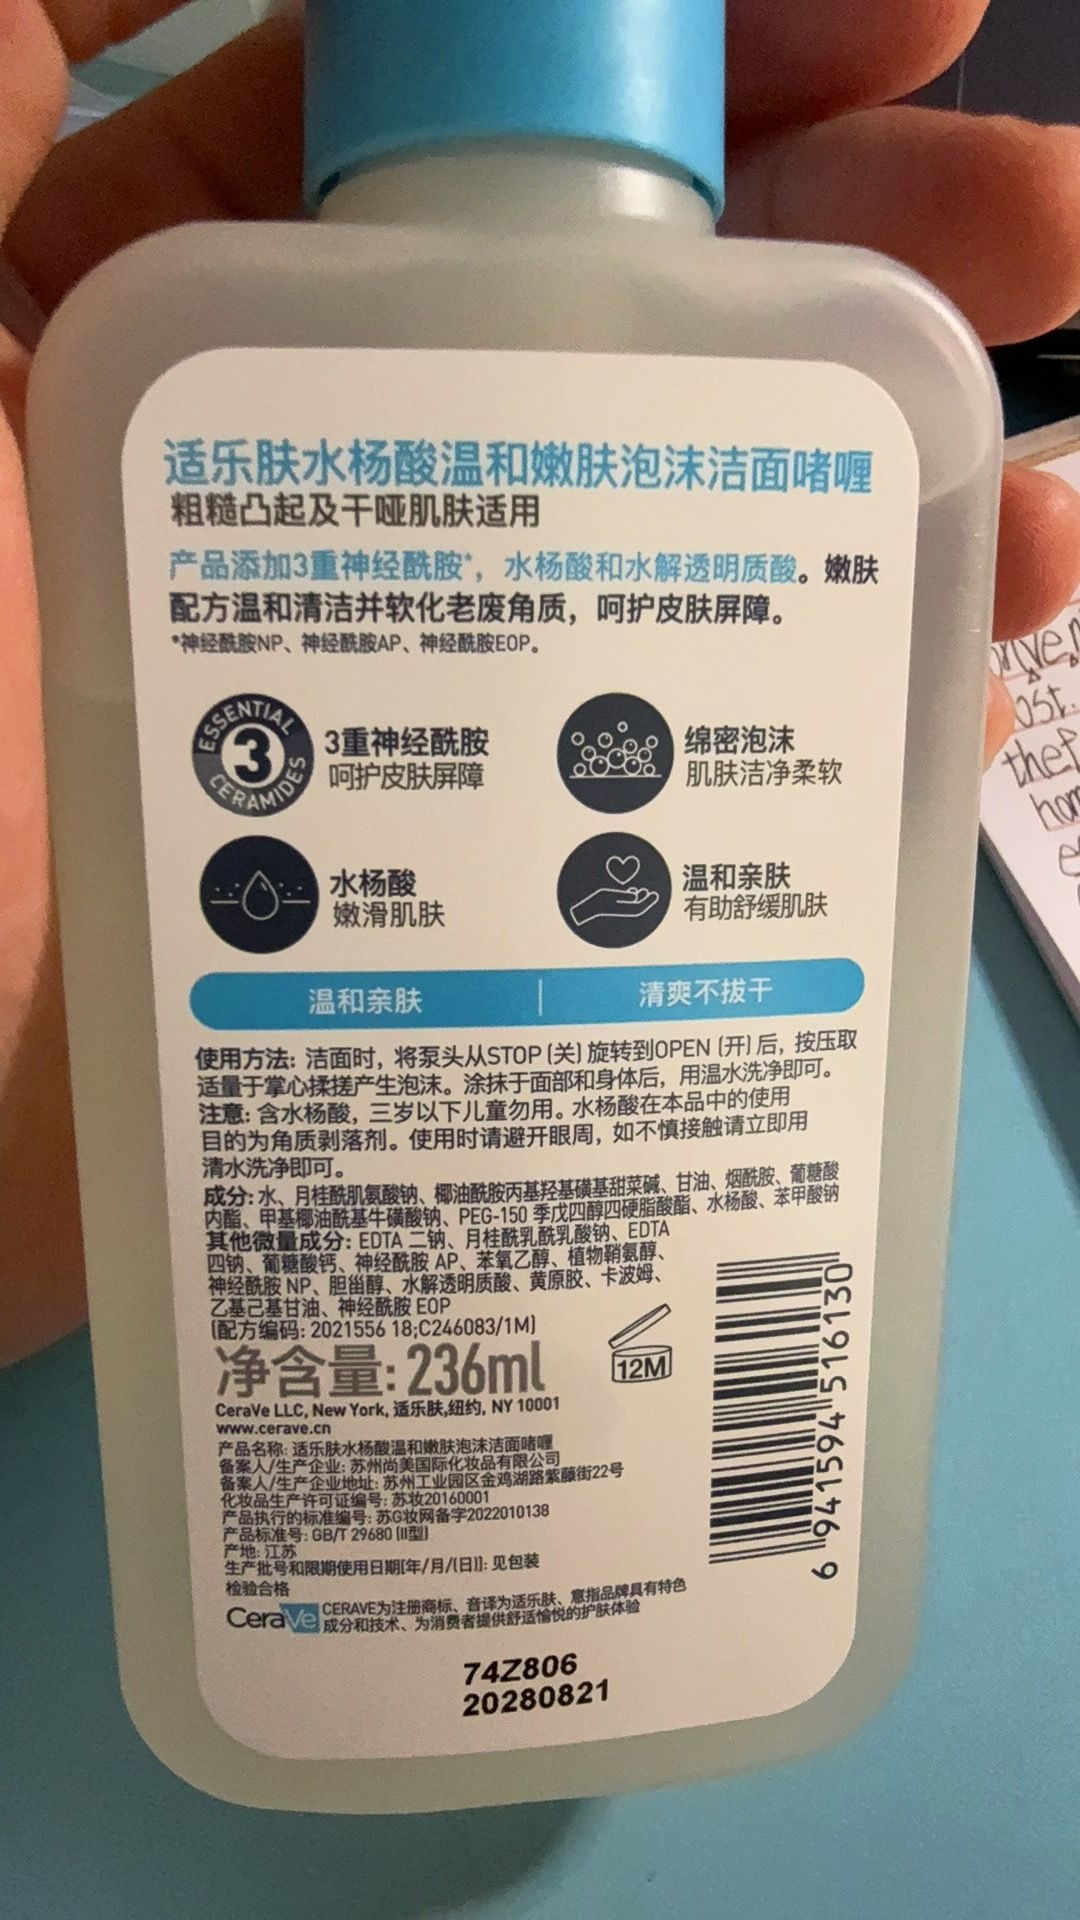 适乐肤水杨酸温和嫩肤泡沫洁面啫喱
粗糙凸起及干哑肌肤适用
产品添加3重神经酰胺*，水杨酸和水解透明质酸。嫩肤
配方温和清洁并软化老废角质，呵护皮肤屏障。
*神经酰胺NP、神经酰胺AP、神经酰胺EOP。
ESSENTIAL
3
CERAMIDES
3重神经酰胺
呵护皮肤屏障
绵密泡沫
肌肤洁净柔软
水杨酸
嫩滑肌肤
温和亲肤
有助舒缓肌肤
温和亲肤 | 清爽不拔干
使用方法: 洁面时，将泵头从STOP (关) 旋转到OPEN (开) 后，按压取
适量于掌心揉搓产生泡沫。涂抹于面部和身体后，用温水洗净即可。
注意: 含水杨酸，三岁以下儿童勿用。水杨酸在本品中的使用
目的为角质剥落剂。使用时请避开眼周，如不慎接触请立即用
清水洗净即可。
成分: 水、月桂酰肌氨酸钠、椰油酰胺丙基羟基磺基甜菜碱、甘油、烟酰胺、葡糖酸
内酯、甲基椰油酰基牛磺酸钠、PEG-150 季戊四醇四硬脂酸酯、水杨酸、苯甲酸钠
其他微量成分: EDTA 二钠、月桂酰乳酰乳酸钠、EDTA
四钠、葡糖酸钙、神经酰胺 AP、苯氧乙醇、植物鞘氨醇、
神经酰胺 NP、胆甾醇、水解透明质酸、黄原胶、卡波姆、
乙基己基甘油、神经酰胺 EOP
(配方编码: 2021556 18;C246083/1M)
净含量: 236ml
12M
CeraVe LLC, New York, 适乐肤,纽约, NY 10001
www.cerave.cn
产品名称: 适乐肤水杨酸温和嫩肤泡沫洁面啫喱
备案人/生产企业: 苏州尚美国际化妆品有限公司
备案人/生产企业地址: 苏州工业园区金鸡湖路紫藤街22号
化妆品生产许可证编号: 苏妆20160001
产品执行的标准编号: 苏G妆网备字2022010138
产品标准号: GB/T 29680 (II型)
产地: 江苏
生产批号和限期使用日期(年/月/(日)): 见包装
检验合格
CeraVe
CERAVE为注册商标、音译为适乐肤、意指品牌具有特色
成分和技术、为消费者提供舒适愉悦的护肤体验
6 941594 516130
74Z806
20280821